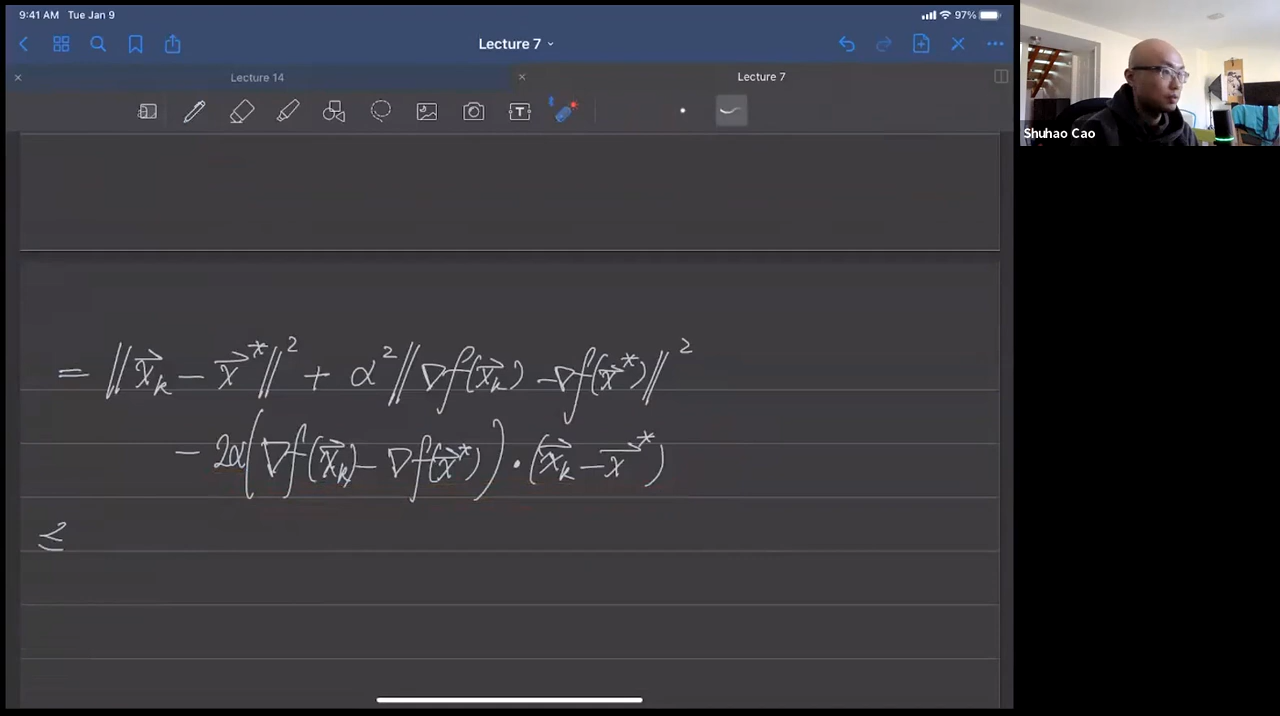 9:41 AM Tue Jan 9
97%
Lecture 7
Lecture 14
Lecture 7
T
Shuhao Cao
= ‖x⃗ₖ − x⃗*‖² + α²‖∇f(x⃗ₖ) − ∇f(x⃗*)‖²
− 2α(∇f(x⃗ₖ) − ∇f(x⃗*)) · (x⃗ₖ − x⃗*)
≤